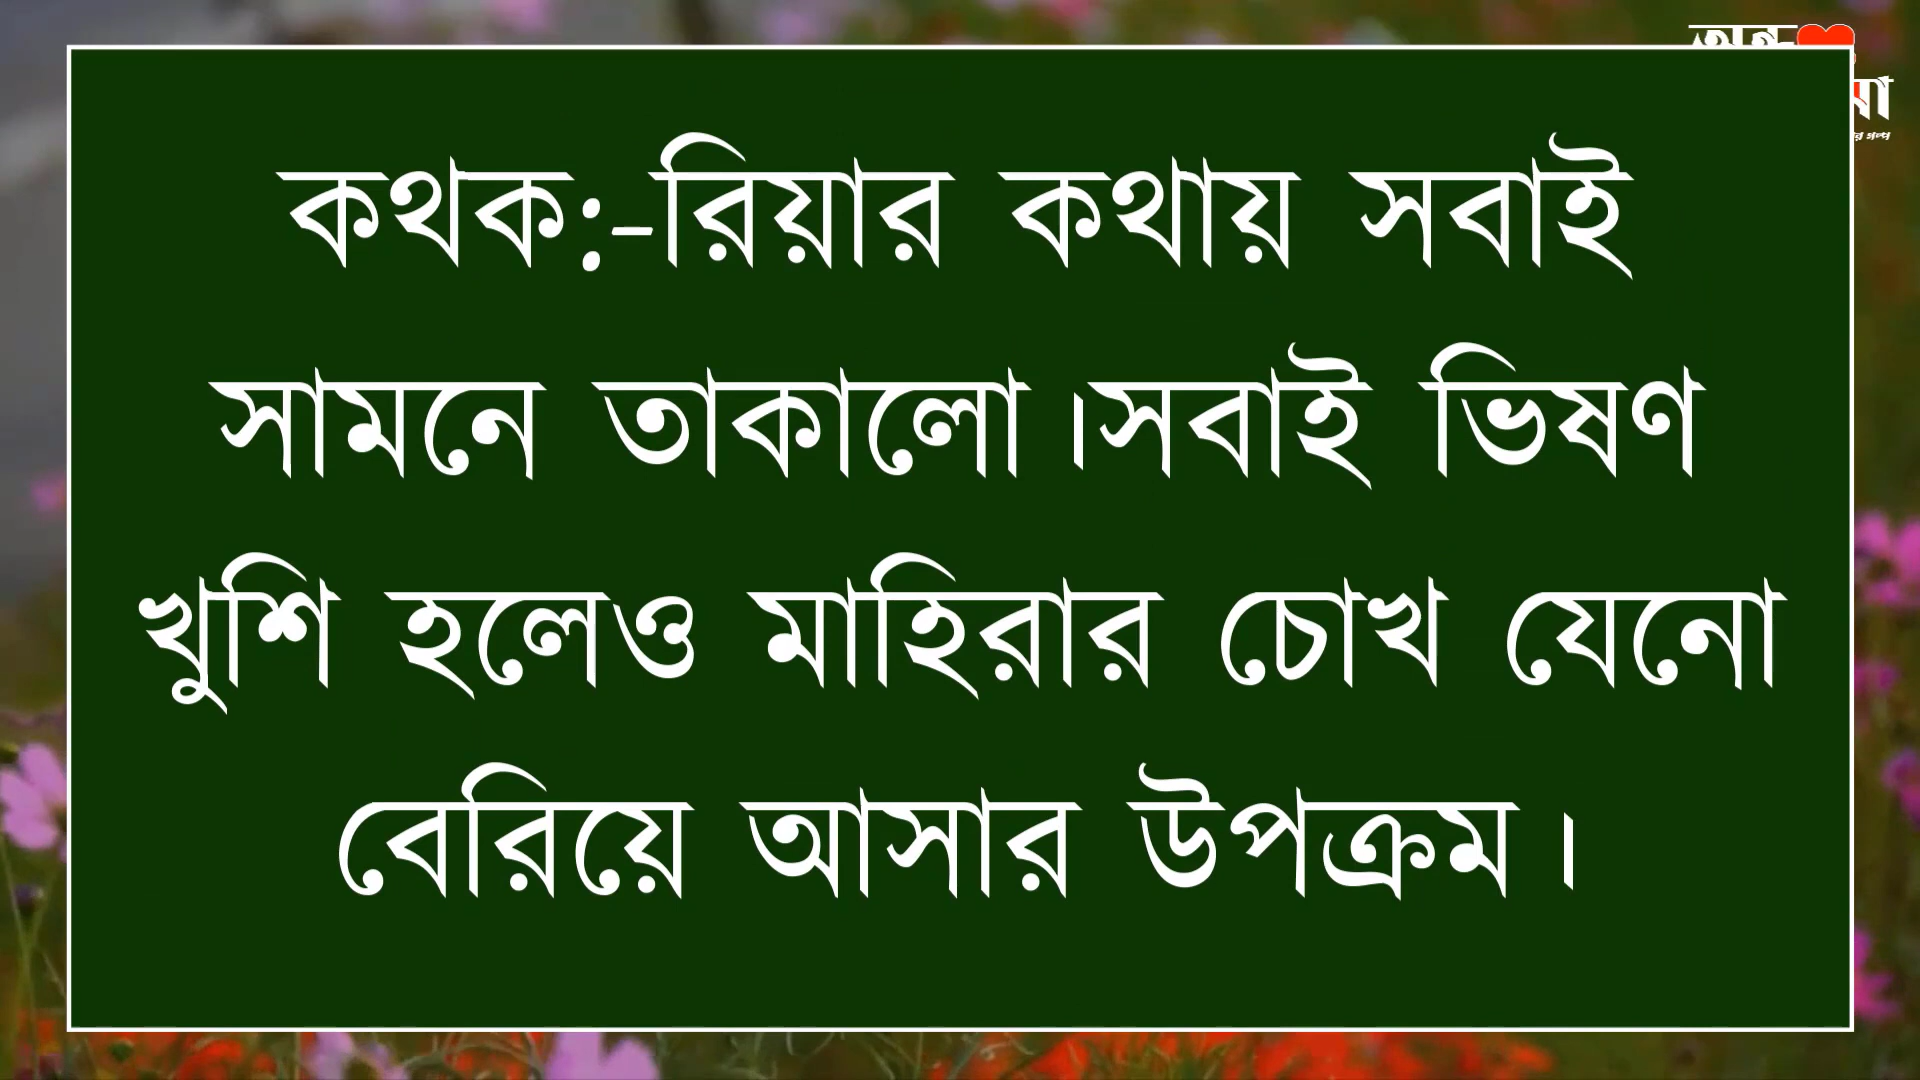 কথক:-রিয়ার কথায় সবাই
সামনে তাকালো।সবাই ভিষণ
খুশি হলেও মাহিরার চোখ যেনো
বেরিয়ে আসার উপক্রম।